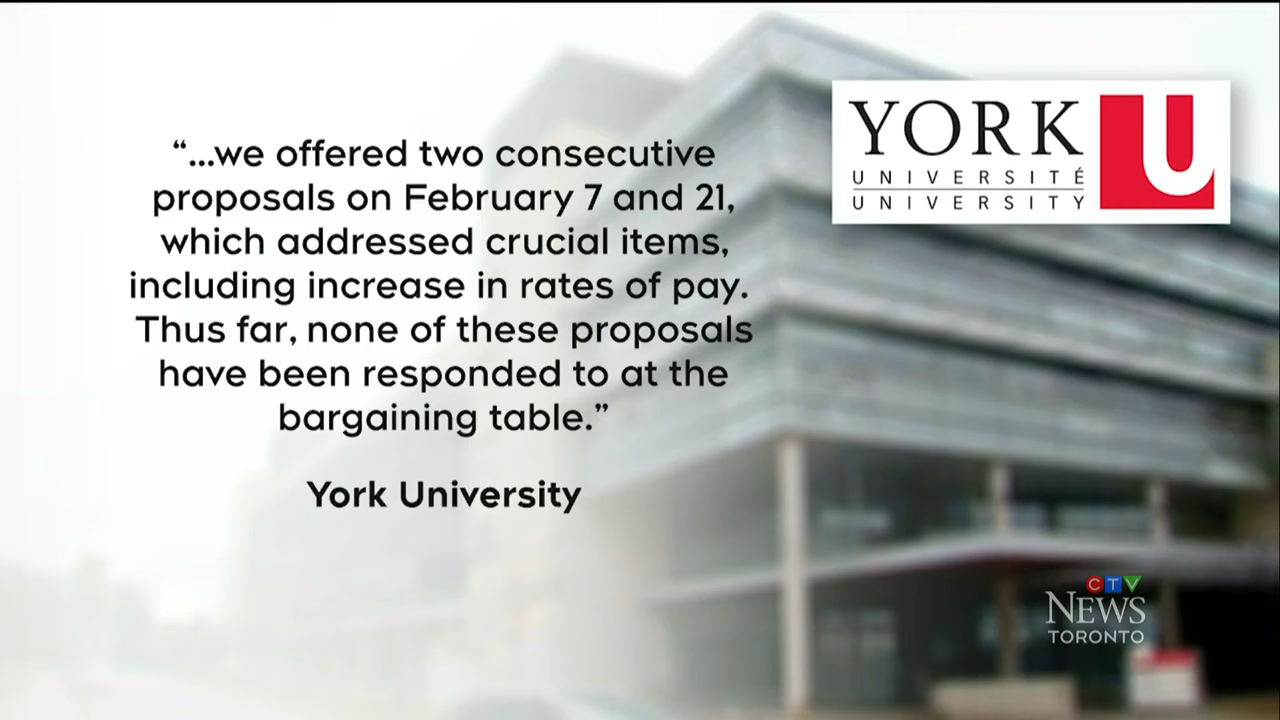 “...we offered two consecutive
proposals on February 7 and 21,
which addressed crucial items,
including increase in rates of pay.
Thus far, none of these proposals
have been responded to at the
bargaining table.”
York University
YORK U
UNIVERSITÉ
UNIVERSITY
CTV
NEWS
TORONTO